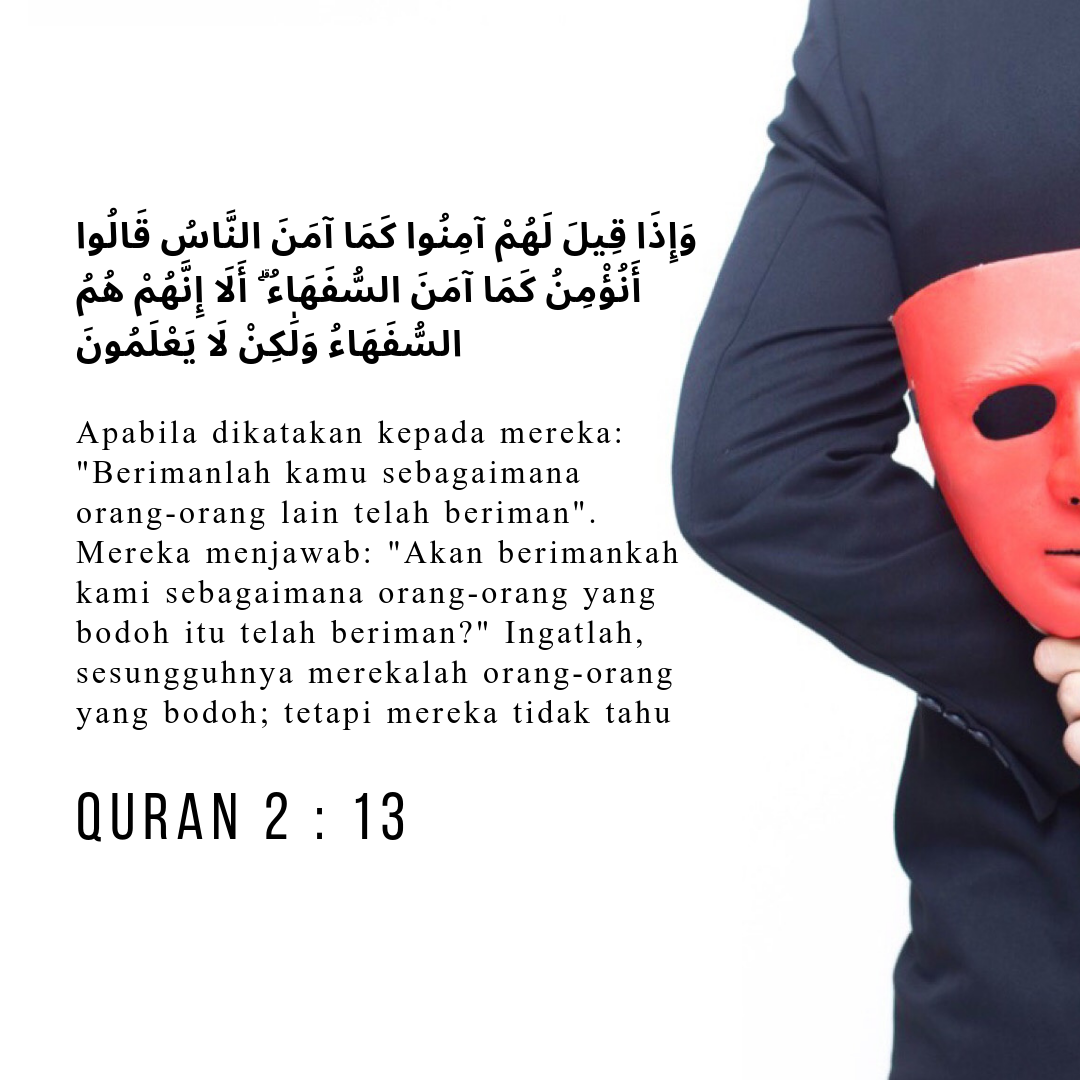 وَإِذَا قِيلَ لَهُمْ آمِنُوا كَمَا آمَنَ النَّاسُ قَالُوا
أَنُؤْمِنُ كَمَا آمَنَ السُّفَهَاءُ ۗ أَلَا إِنَّهُمْ هُمُ
السُّفَهَاءُ وَلَٰكِنْ لَا يَعْلَمُونَ
Apabila dikatakan kepada mereka:
"Berimanlah kamu sebagaimana
orang-orang lain telah beriman".
Mereka menjawab: "Akan berimankah
kami sebagaimana orang-orang yang
bodoh itu telah beriman?" Ingatlah,
sesungguhnya merekalah orang-orang
yang bodoh; tetapi mereka tidak tahu
QURAN 2 : 13